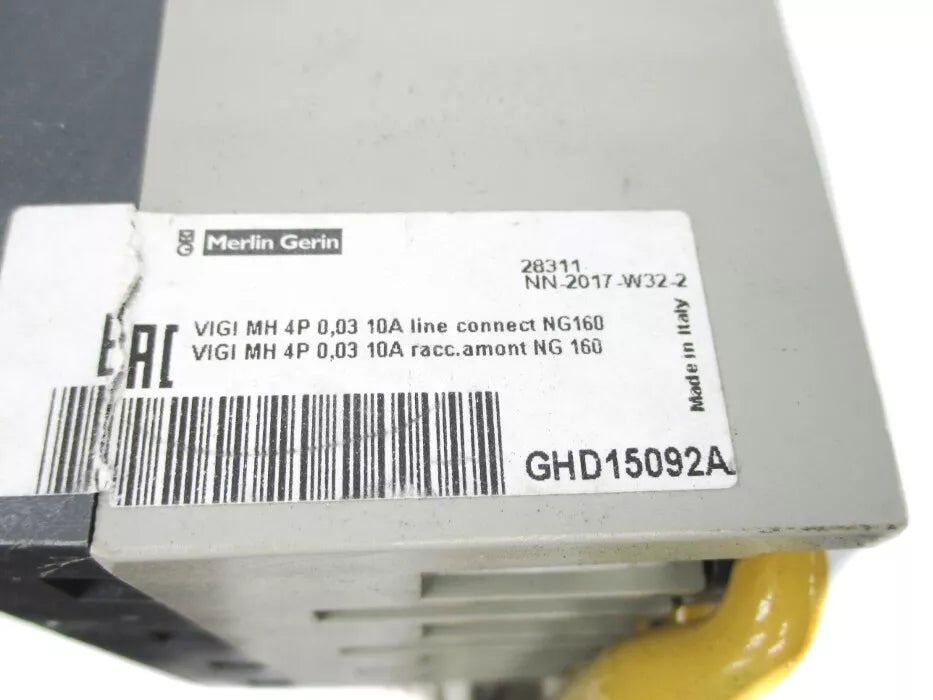 Merlin Gerin
28311
NN-2017-W32-2
VIGI MH 4P 0,03 10A line connect NG160
VIGI MH 4P 0,03 10A racc.amont NG 160
EAC
Made in Italy
GHD15092A